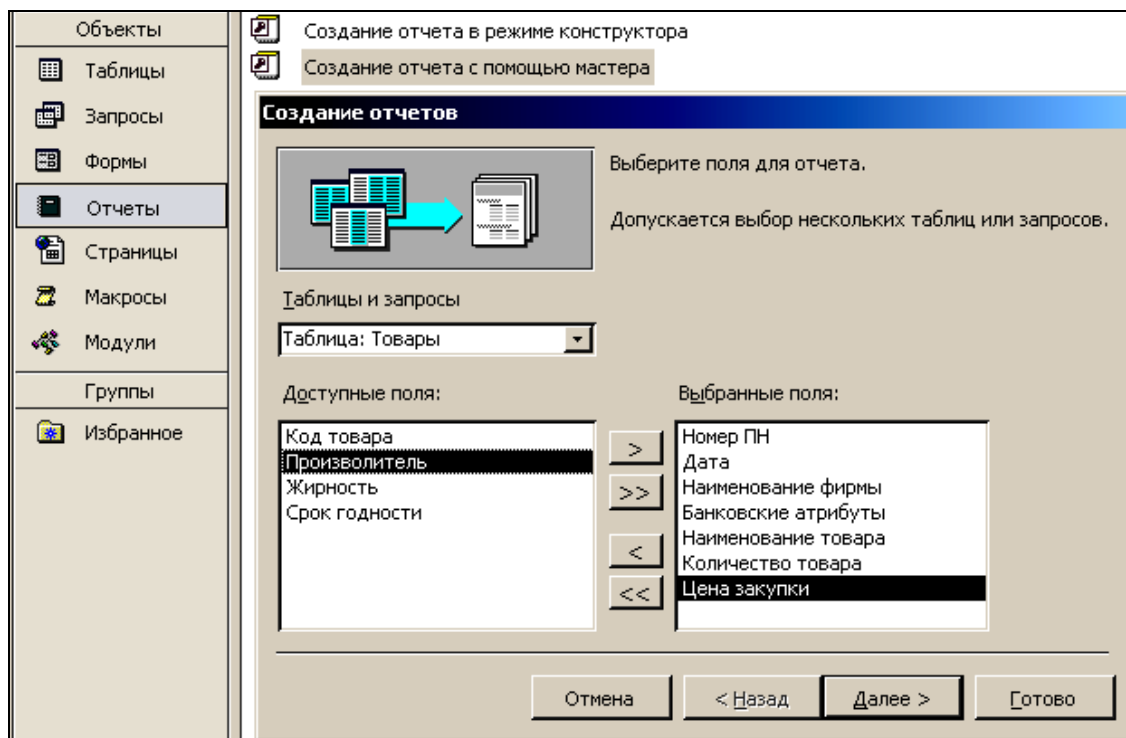 Объекты
Таблицы
Запросы
Формы
Отчеты
Страницы
Макросы
Модули
Группы
Избранное
Создание отчета в режиме конструктора
Создание отчета с помощью мастера
Создание отчетов
Выберите поля для отчета.
Допускается выбор нескольких таблиц или запросов.
Таблицы и запросы
Таблица: Товары
Доступные поля:
Код товара
Произволитель
Жирность
Срок годности
>
>>
<
<<
Выбранные поля:
Номер ПН
Дата
Наименование фирмы
Банковские атрибуты
Наименование товара
Количество товара
Цена закупки
Отмена
< Назад
Далее >
Готово